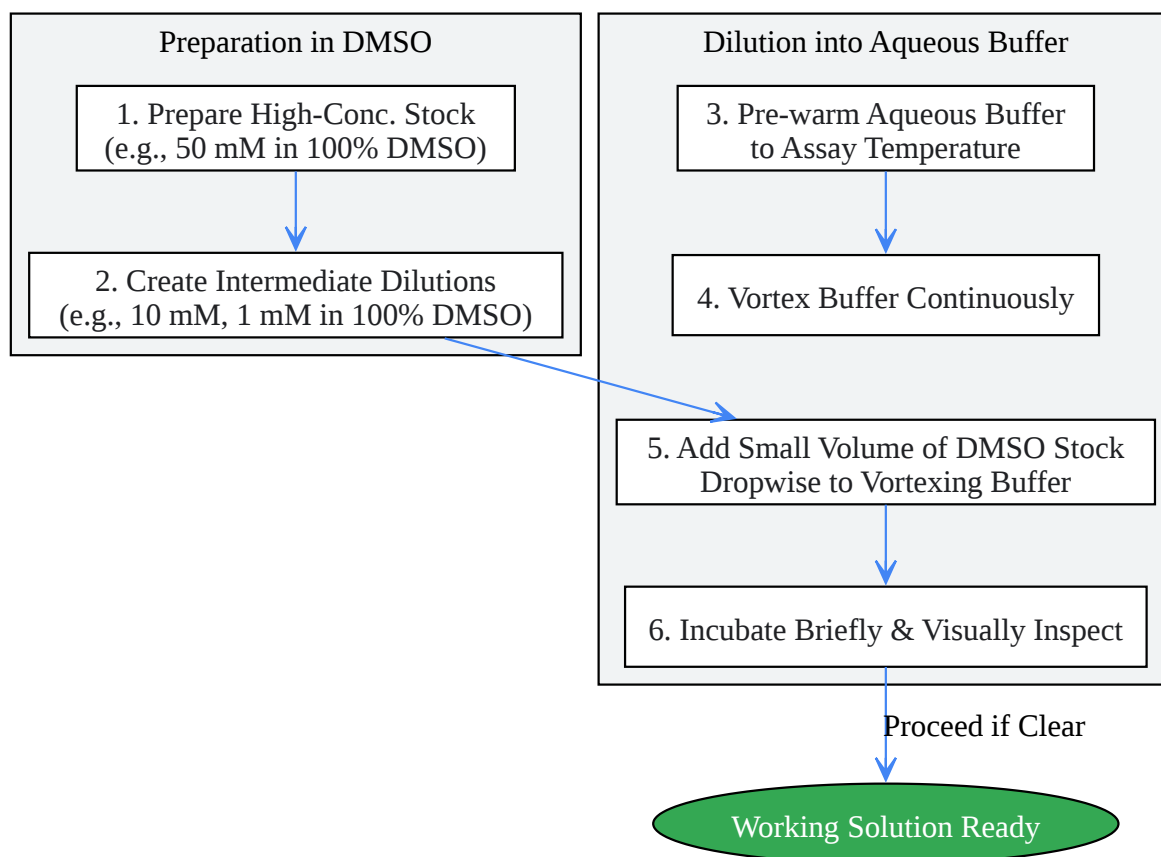 Preparation in DMSO
1. Prepare High-Conc. Stock
(e.g., 50 mM in 100% DMSO)
2. Create Intermediate Dilutions
(e.g., 10 mM, 1 mM in 100% DMSO)
Dilution into Aqueous Buffer
3. Pre-warm Aqueous Buffer
to Assay Temperature
4. Vortex Buffer Continuously
5. Add Small Volume of DMSO Stock
Dropwise to Vortexing Buffer
6. Incubate Briefly & Visually Inspect
Proceed if Clear
Working Solution Ready